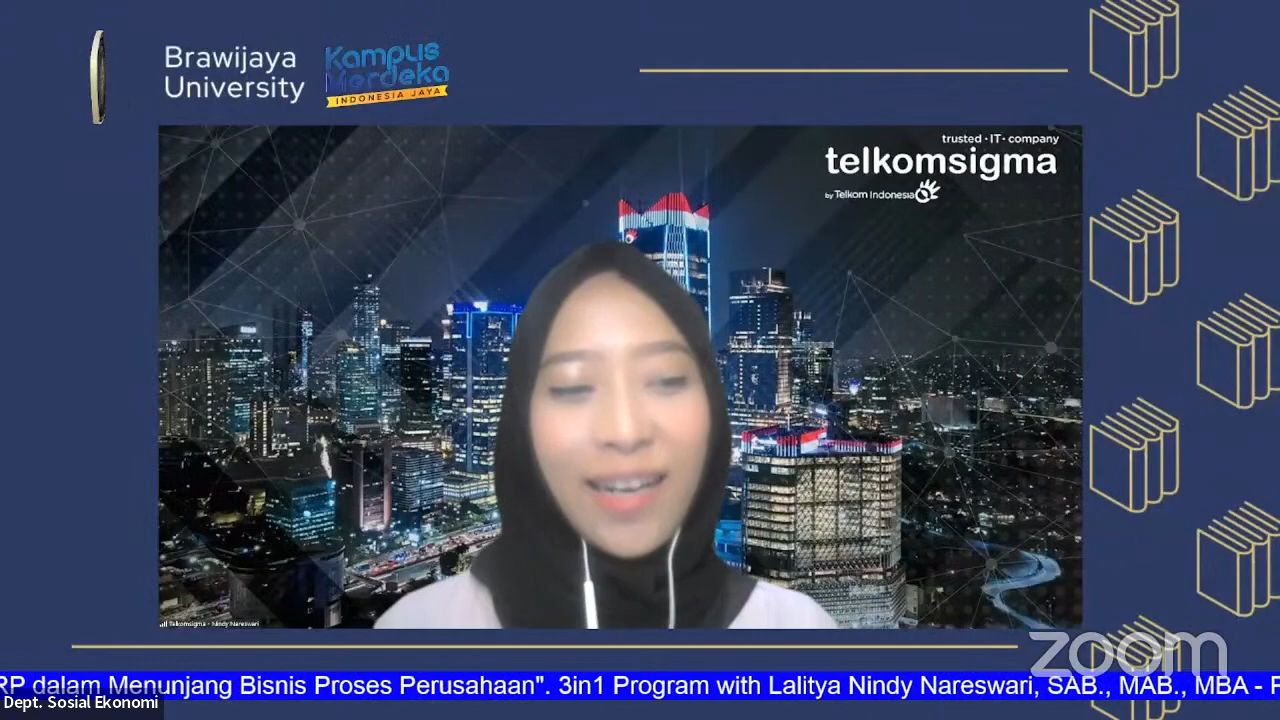 Brawijaya
University
Kampus
Merdeka
INDONESIA JAYA
trusted • IT • company
telkomsigma
by Telkom Indonesia
Telkomsigma - Nindy Nareswari
zoom
RP dalam Menunjang Bisnis Proses Perusahaan". 3in1 Program with Lalitya Nindy Nareswari, SAB., MAB., MBA - F
Dept. Sosial Ekonomi